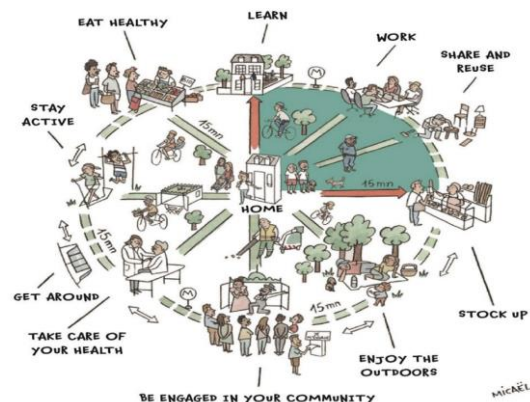 EAT HEALTHY
LEARN
WORK
SHARE AND
REUSE
STAY
ACTIVE
M
15mn
HOME
15mn
15mn
GET AROUND
TAKE CARE OF
YOUR HEALTH
M
15mn
STOCK UP
ENJOY THE
OUTDOORS
BE ENGAGED IN YOUR COMMUNITY
MICAËL